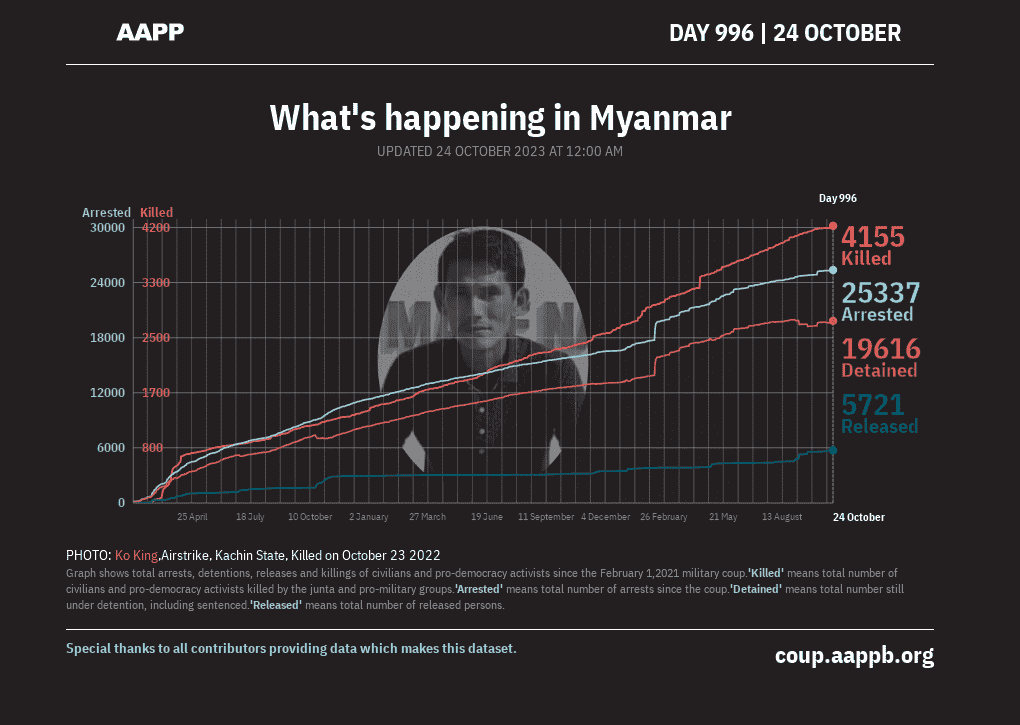 AAPP
DAY 996 | 24 OCTOBER
What's happening in Myanmar
UPDATED 24 OCTOBER 2023 AT 12:00 AM
Day 996
Arrested Killed
30000 4200
24000 3300
18000 2500
12000 1700
6000 800
0
4155
Killed
25337
Arrested
19616
Detained
5721
Released
25 April 18 July 10 October 2 January 27 March 19 June 11 September 4 December 26 February 21 May 13 August 24 October
PHOTO: Ko King,Airstrike, Kachin State, Killed on October 23 2022
Graph shows total arrests, detentions, releases and killings of civilians and pro-democracy activists since the February 1,2021 military coup.'Killed' means total number of
civilians and pro-democracy activists killed by the junta and pro-military groups.'Arrested' means total number of arrests since the coup.'Detained' means total number still
under detention, including sentenced.'Released' means total number of released persons.
Special thanks to all contributors providing data which makes this dataset.
coup.aappb.org